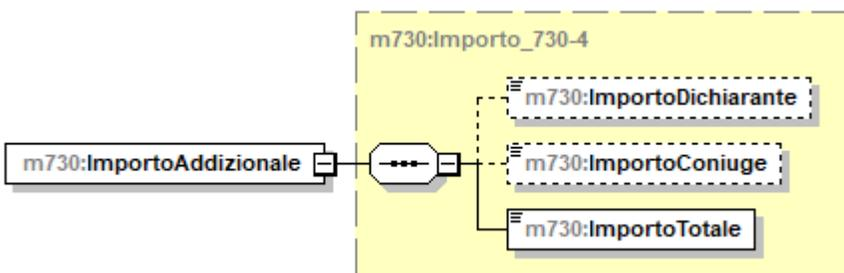 m730:Importo_730-4
m730:ImportoDichiarante
m730:ImportoAddizionale
m730:ImportoConiuge
m730:ImportoTotale